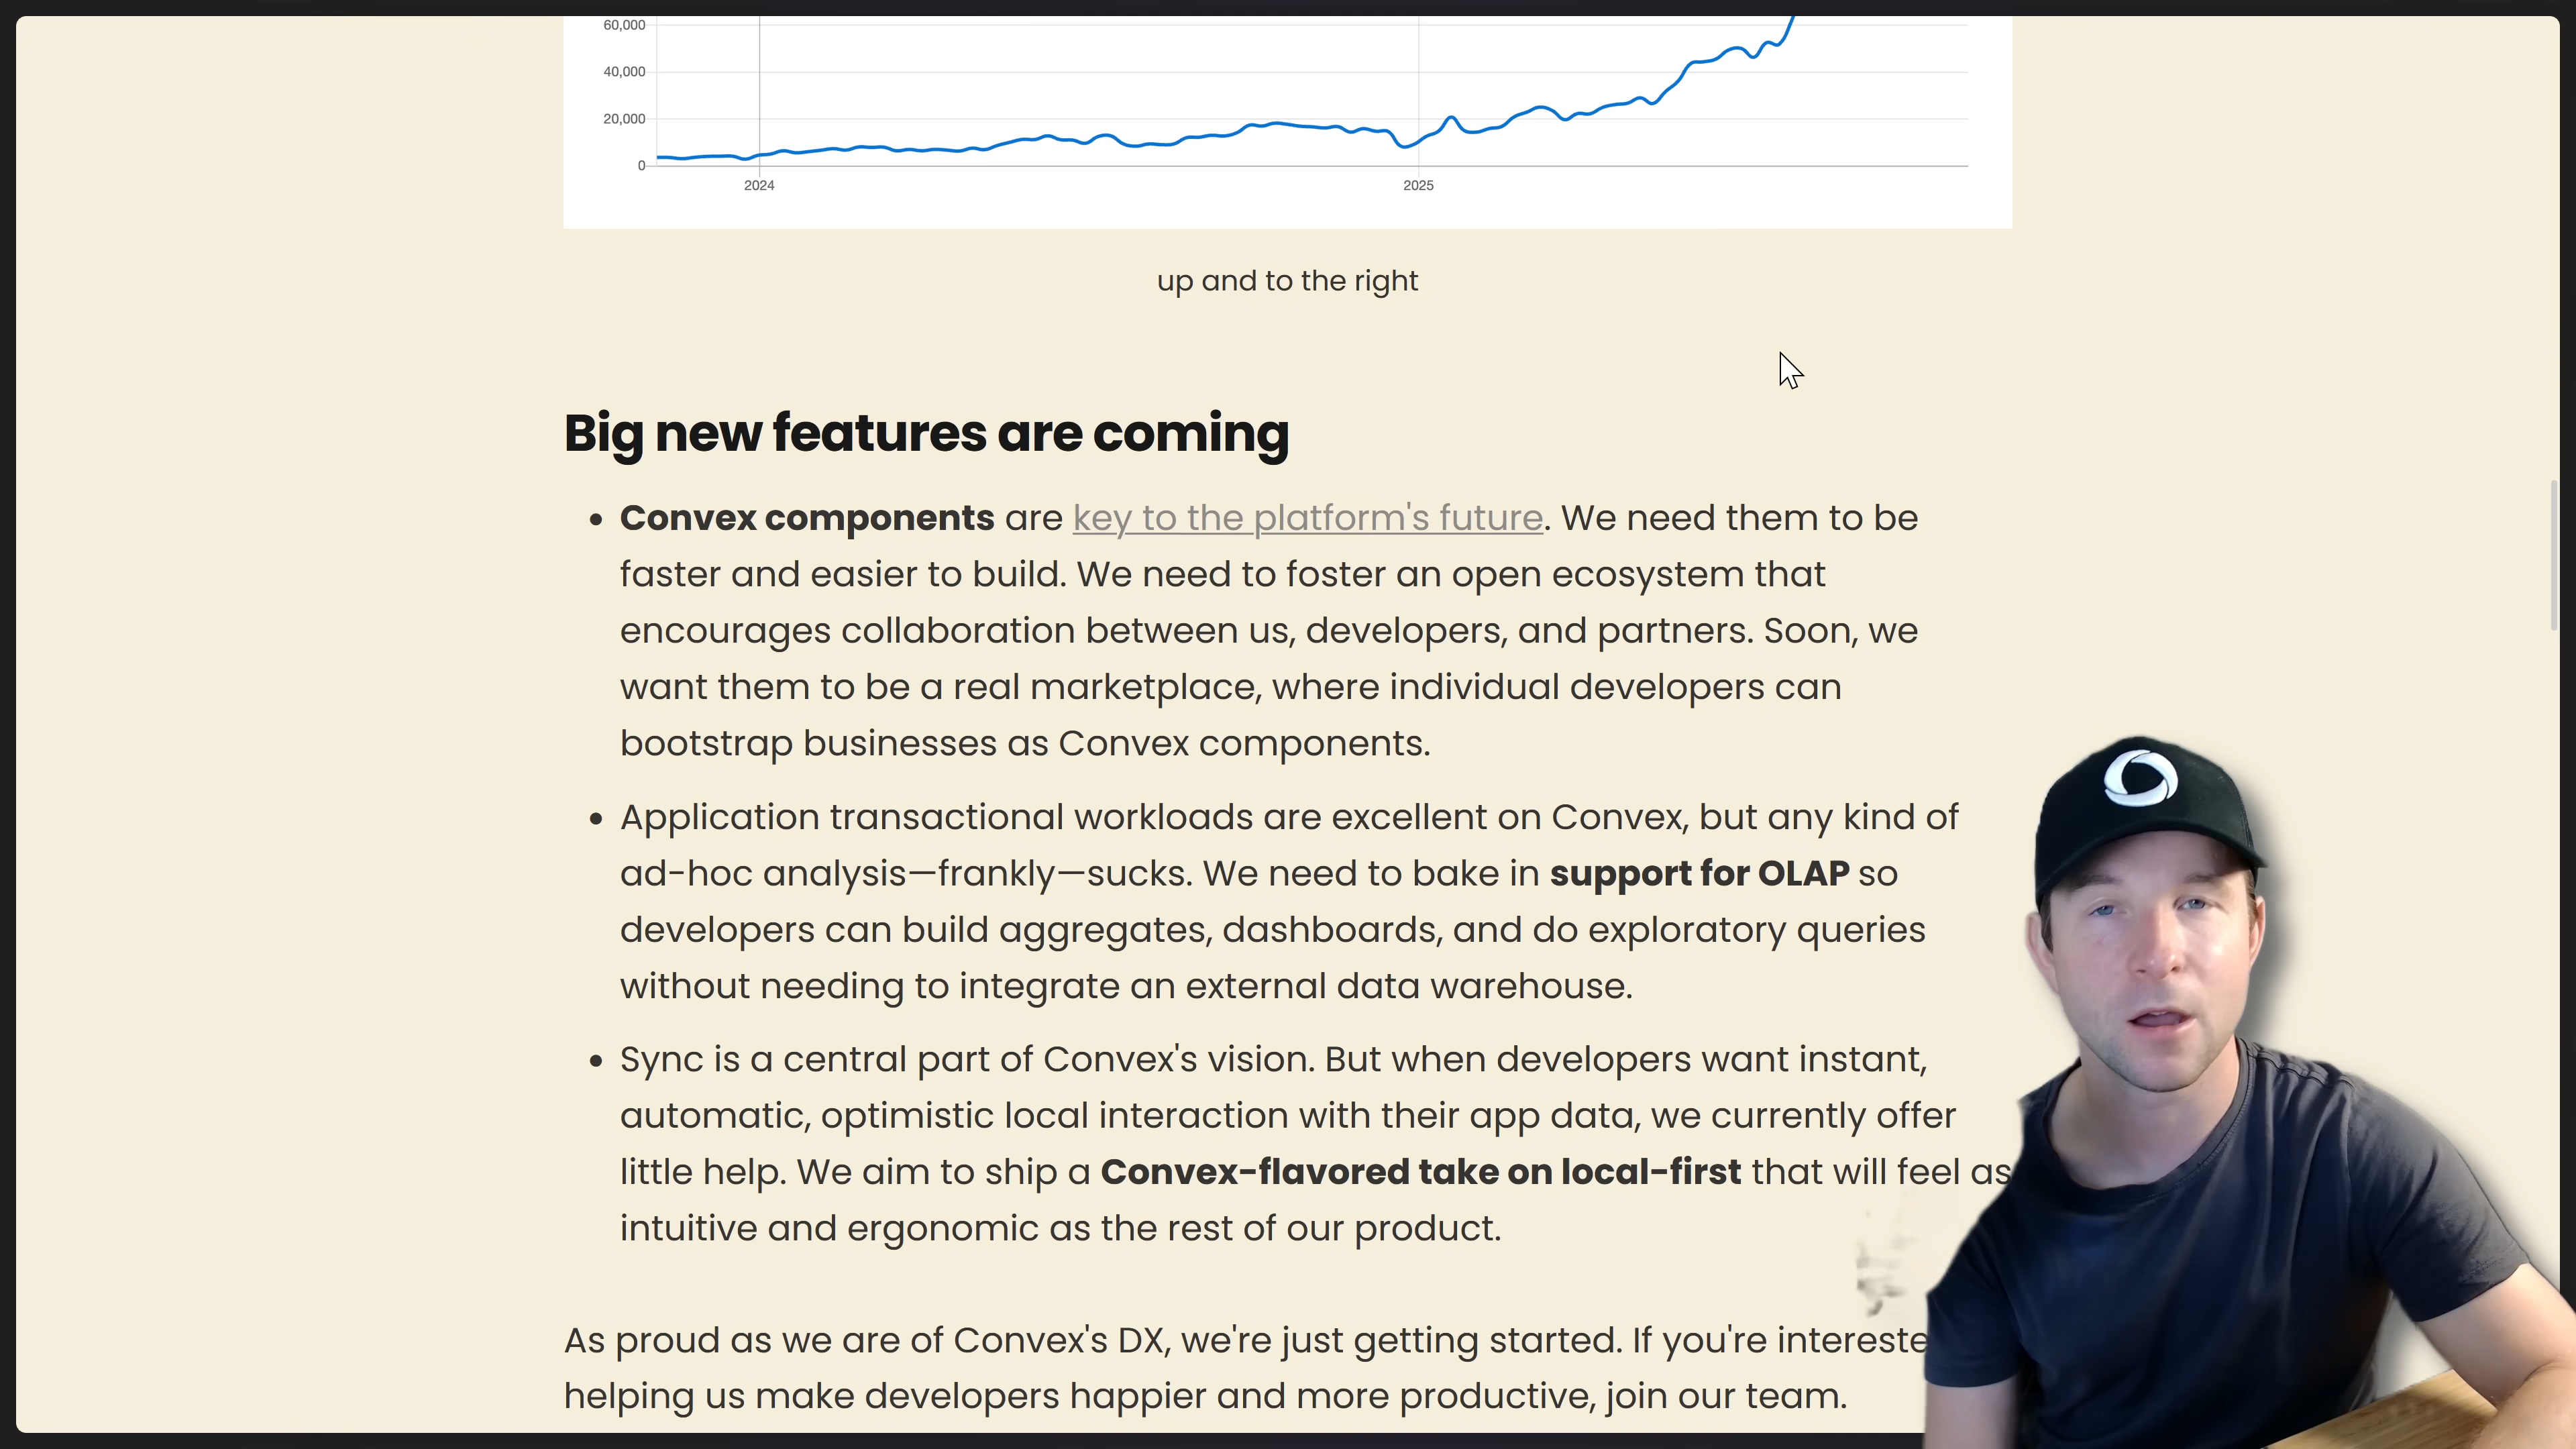 60,000
40,000
20,000
0
2024
2025
up and to the right
Big new features are coming
Convex components are key to the platform's future. We need them to be
faster and easier to build. We need to foster an open ecosystem that
encourages collaboration between us, developers, and partners. Soon, we
want them to be a real marketplace, where individual developers can
bootstrap businesses as Convex components.
Application transactional workloads are excellent on Convex, but any kind of
ad-hoc analysis—frankly—sucks. We need to bake in support for OLAP so
developers can build aggregates, dashboards, and do exploratory queries
without needing to integrate an external data warehouse.
Sync is a central part of Convex's vision. But when developers want instant,
automatic, optimistic local interaction with their app data, we currently offer
little help. We aim to ship a Convex-flavored take on local-first that will feel as
intuitive and ergonomic as the rest of our product.
As proud as we are of Convex's DX, we're just getting started. If you're intereste
helping us make developers happier and more productive, join our team.